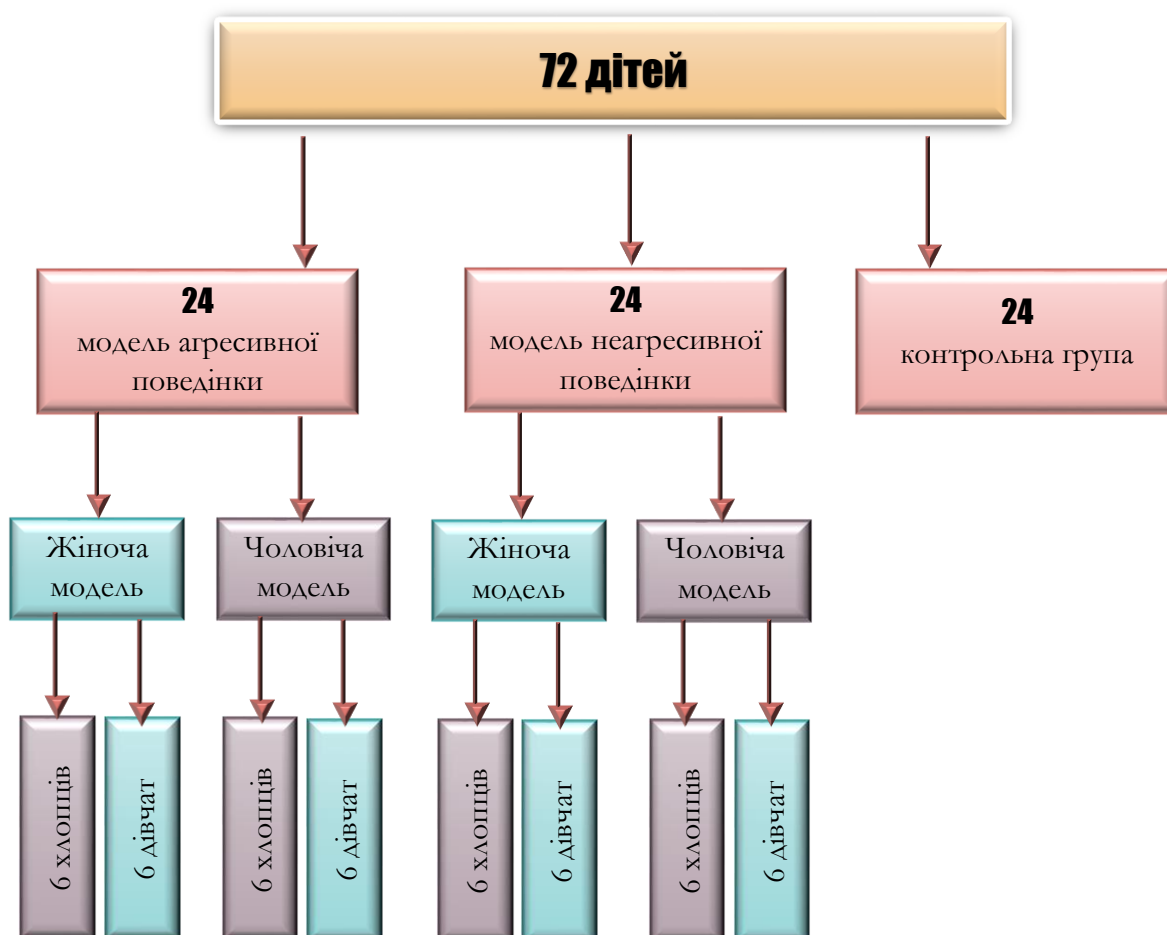 72 дітей
24
модель агресивної
поведінки
24
модель неагресивної
поведінки
24
контрольна група
Жіноча
модель
Чоловіча
модель
Жіноча
модель
Чоловіча
модель
6 хлопців
6 дівчат
6 хлопців
6 дівчат
6 хлопців
6 дівчат
6 хлопців
6 дівчат